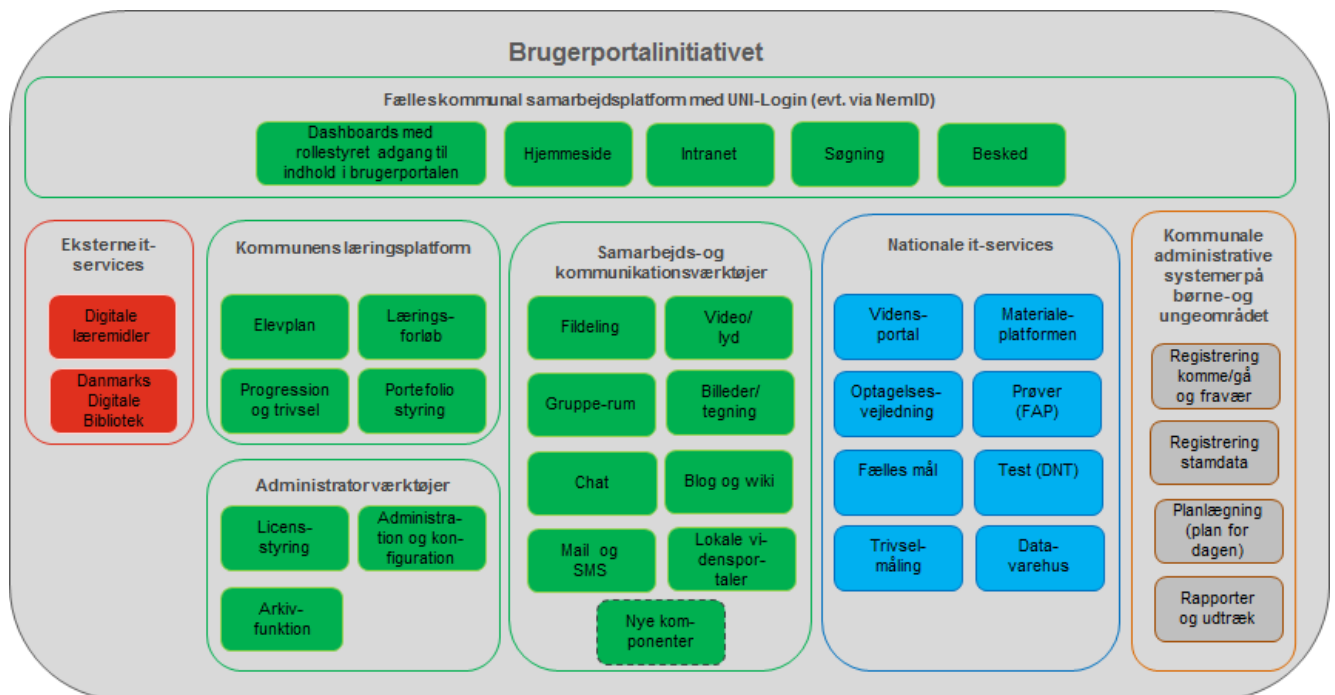 Brugerportalinitiativet
Fælleskommunal samarbejdsplatform med UNI-Login (evt. via NemID)
Dashboards med
rollestyret adgang til
indhold i brugerportalen
Hjemmeside
Intranet
Søgning
Besked
Eksterne it-
services
Digitale
læremidler
Danmarks
Digitale
Bibliotek
Kommunens læringsplatform
Elevplan
Lærings-
forløb
Progression
og trivsel
Portefolio
styring
Administratorværktøjer
Licens-
styring
Administra-
tion og kon-
figuration
Arkiv-
funktion
Samarbejds-og
kommunikationsværktøjer
Fildeling
Video/
lyd
Gruppe-rum
Billeder/
tegning
Chat
Blog og wiki
Mail og
SMS
Lokale vi-
denspor-
taler
Nye kom-
ponenter
Nationale it-services
Videns-
portal
Materiale-
platformen
Optagelses-
vejledning
Prøver
(FAP)
Fælles mål
Test (DNT)
Trivsel-
måling
Data-
varehus
Kommunale
administrative
systemer på
børne-og
ungeområdet
Registrering
komme/gå
og fravær
Registrering
stamdata
Planlægning
(plan for
dagen)
Rapporter
og udtræk